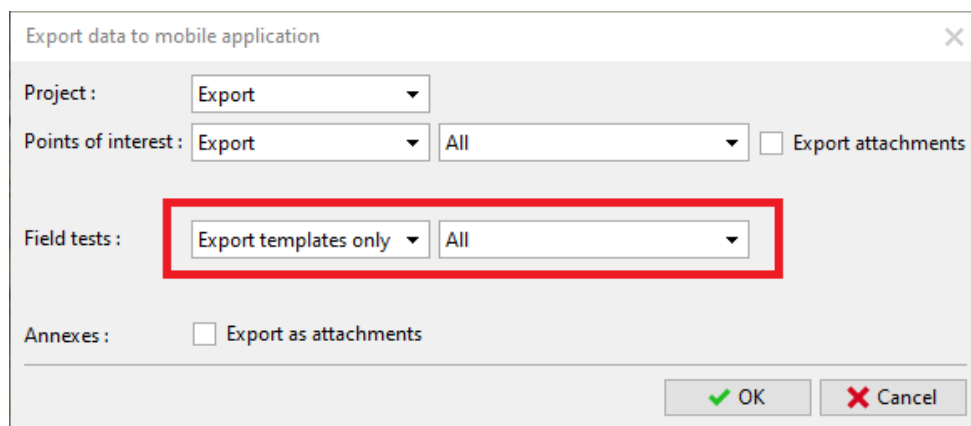 Export data to mobile application
Project : Export
Points of interest : Export All Export attachments
Field tests : Export templates only All
Annexes : Export as attachments
OK Cancel